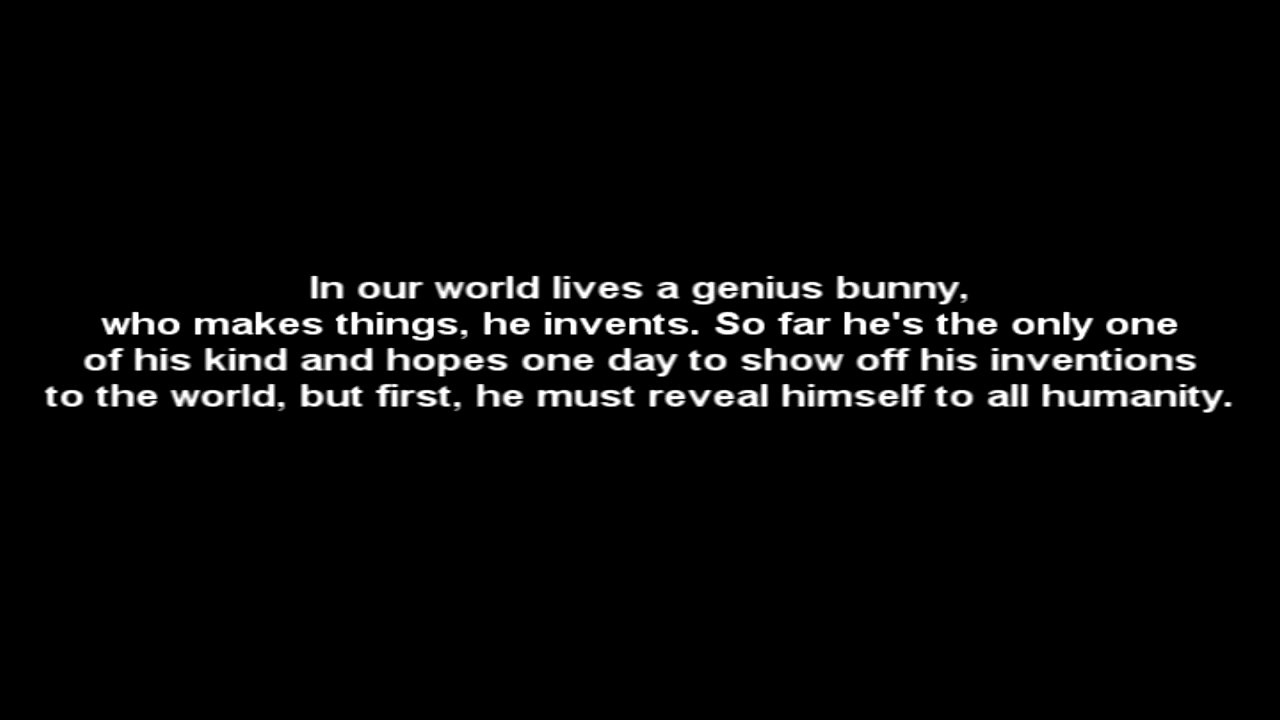 In our world lives a genius bunny,
who makes things, he invents. So far he's the only one
of his kind and hopes one day to show off his inventions
to the world, but first, he must reveal himself to all humanity.